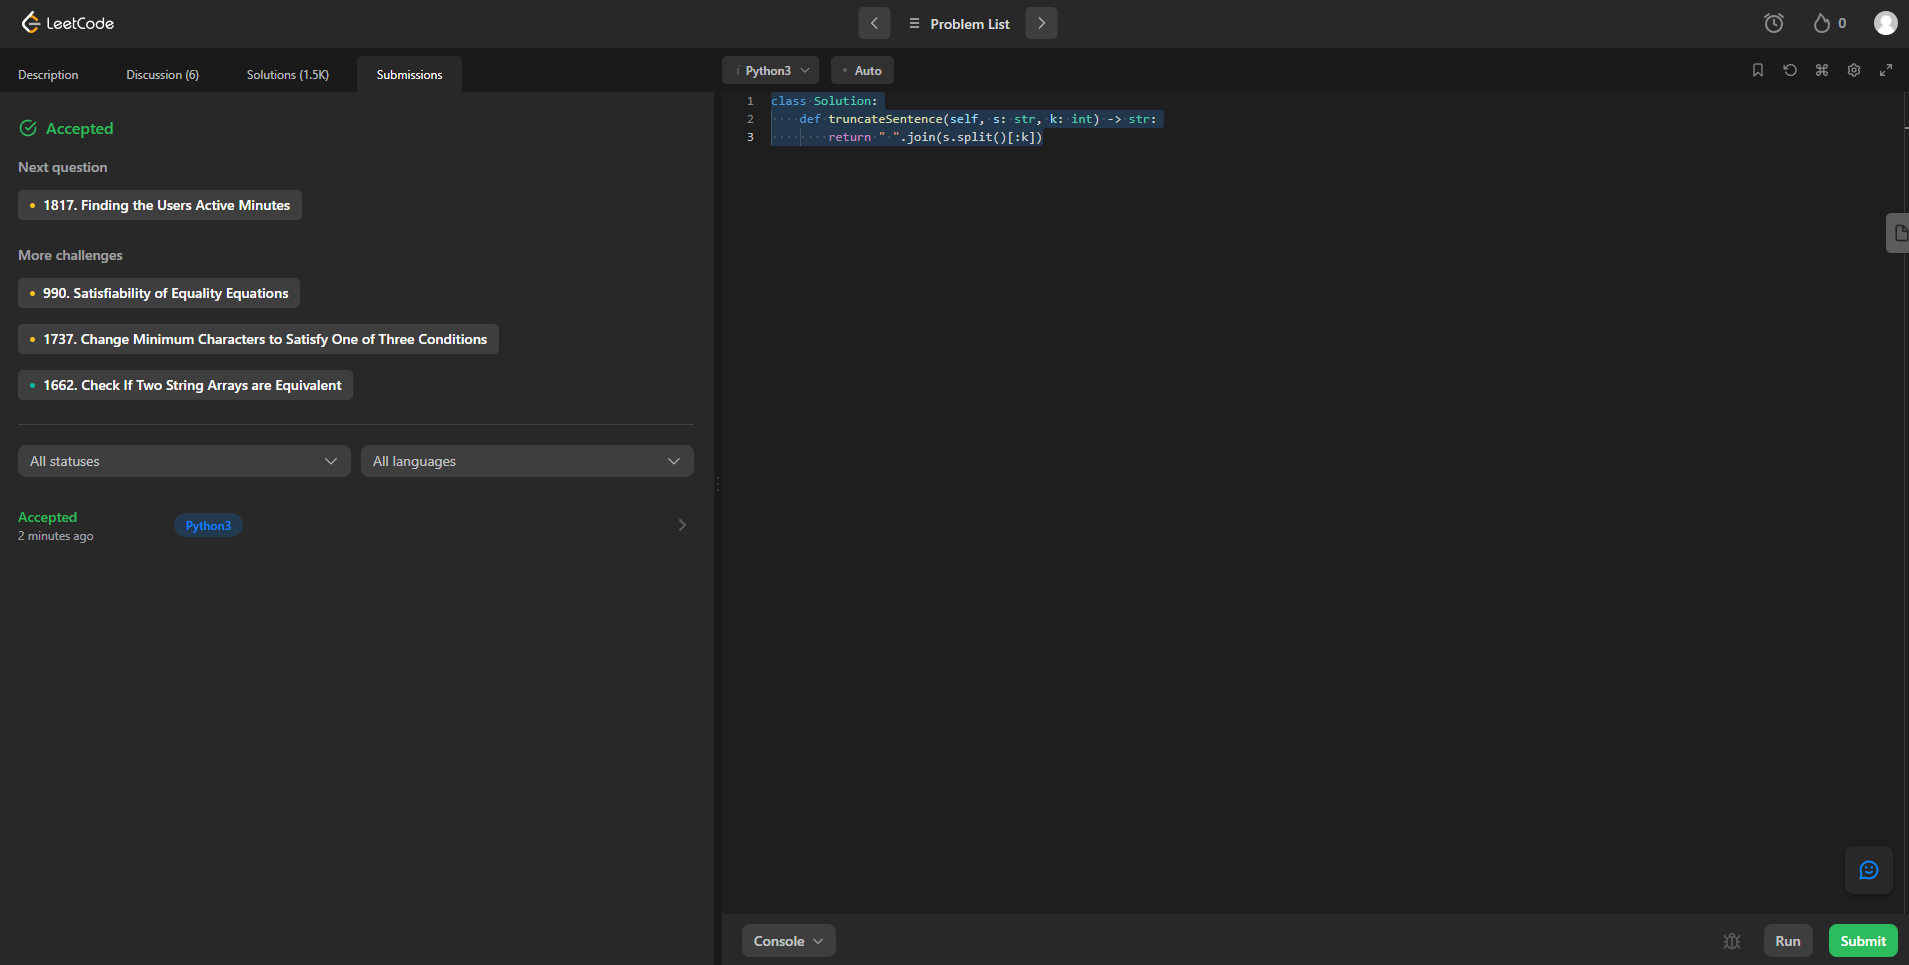 LeetCode
Problem List
0
Description
Discussion (6)
Solutions (1.5K)
Submissions
Accepted
Next question
1817. Finding the Users Active Minutes
More challenges
990. Satisfiability of Equality Equations
1737. Change Minimum Characters to Satisfy One of Three Conditions
1662. Check If Two String Arrays are Equivalent
All statuses
All languages
Accepted
2 minutes ago
Python3
i Python3
Auto
1 class Solution:
2     def truncateSentence(self, s: str, k: int) -> str:
3         return " ".join(s.split()[:k])
Console
Run
Submit